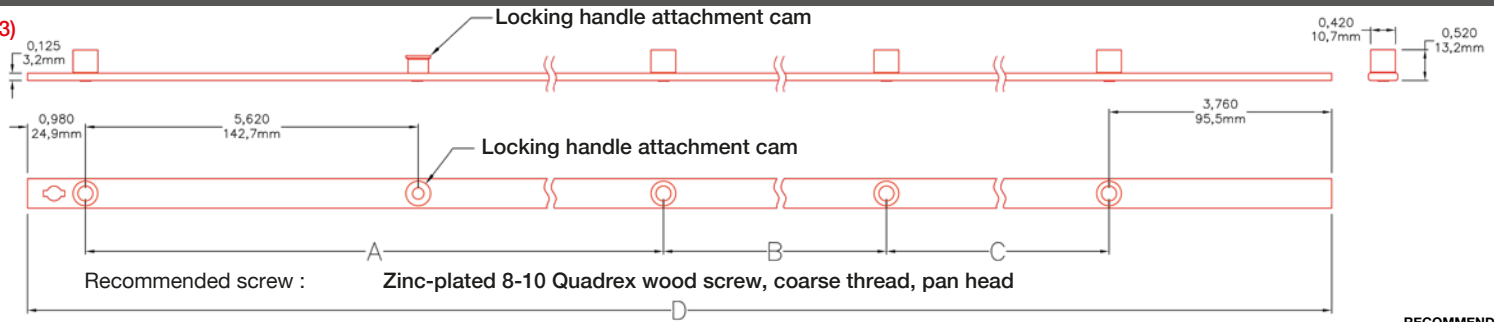 3)
Locking handle attachment cam
0,125
3,2mm
0,420
10,7mm
0,520
13,2mm
0,980
24,9mm
5,620
142,7mm
3,760
95,5mm
Locking handle attachment cam
A
B
C
Recommended screw : Zinc-plated 8-10 Quadrex wood screw, coarse thread, pan head
D
RECOMMEND